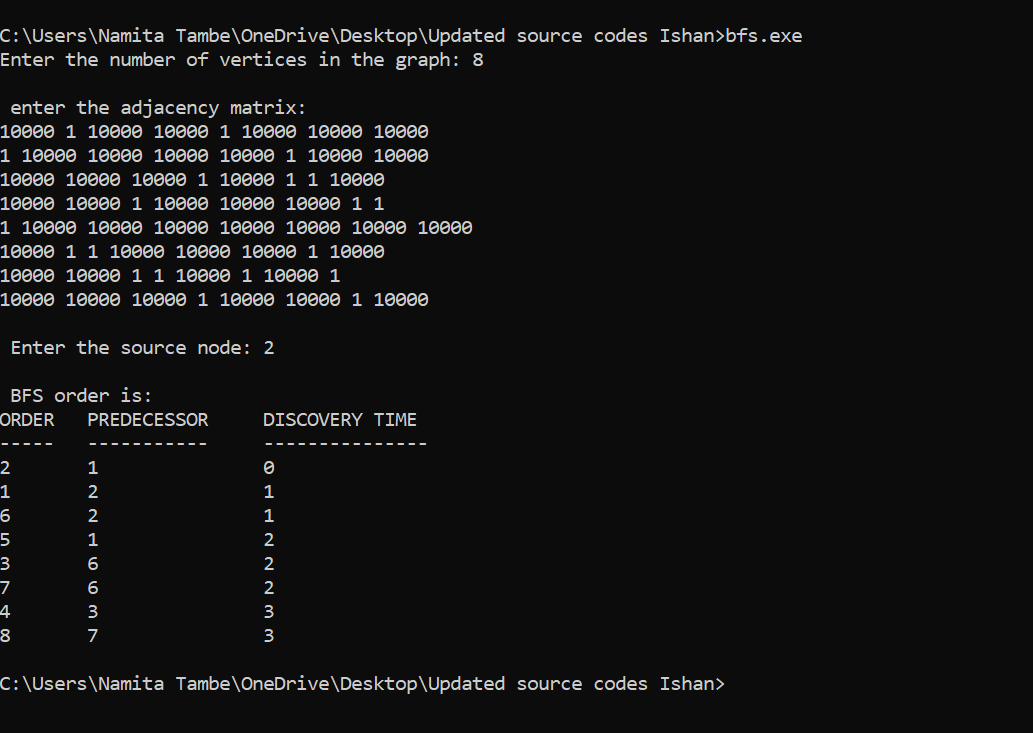 C:\Users\Namita Tambe\OneDrive\Desktop\Updated source codes Ishan>bfs.exe
Enter the number of vertices in the graph: 8
enter the adjacency matrix:
10000 1 10000 10000 1 10000 10000 10000
1 10000 10000 10000 10000 1 10000 10000
10000 10000 10000 1 10000 1 1 10000
10000 10000 1 10000 10000 10000 1 1
1 10000 10000 10000 10000 10000 10000 10000
10000 1 1 10000 10000 10000 1 10000
10000 10000 1 1 10000 1 10000 1
10000 10000 10000 1 10000 10000 1 10000
Enter the source node: 2
BFS order is:
ORDER   PREDECESSOR     DISCOVERY TIME
-----   -----------     ---------------
2       1               0
1       2               1
6       2               1
5       1               2
3       6               2
7       6               2
4       3               3
8       7               3
C:\Users\Namita Tambe\OneDrive\Desktop\Updated source codes Ishan>